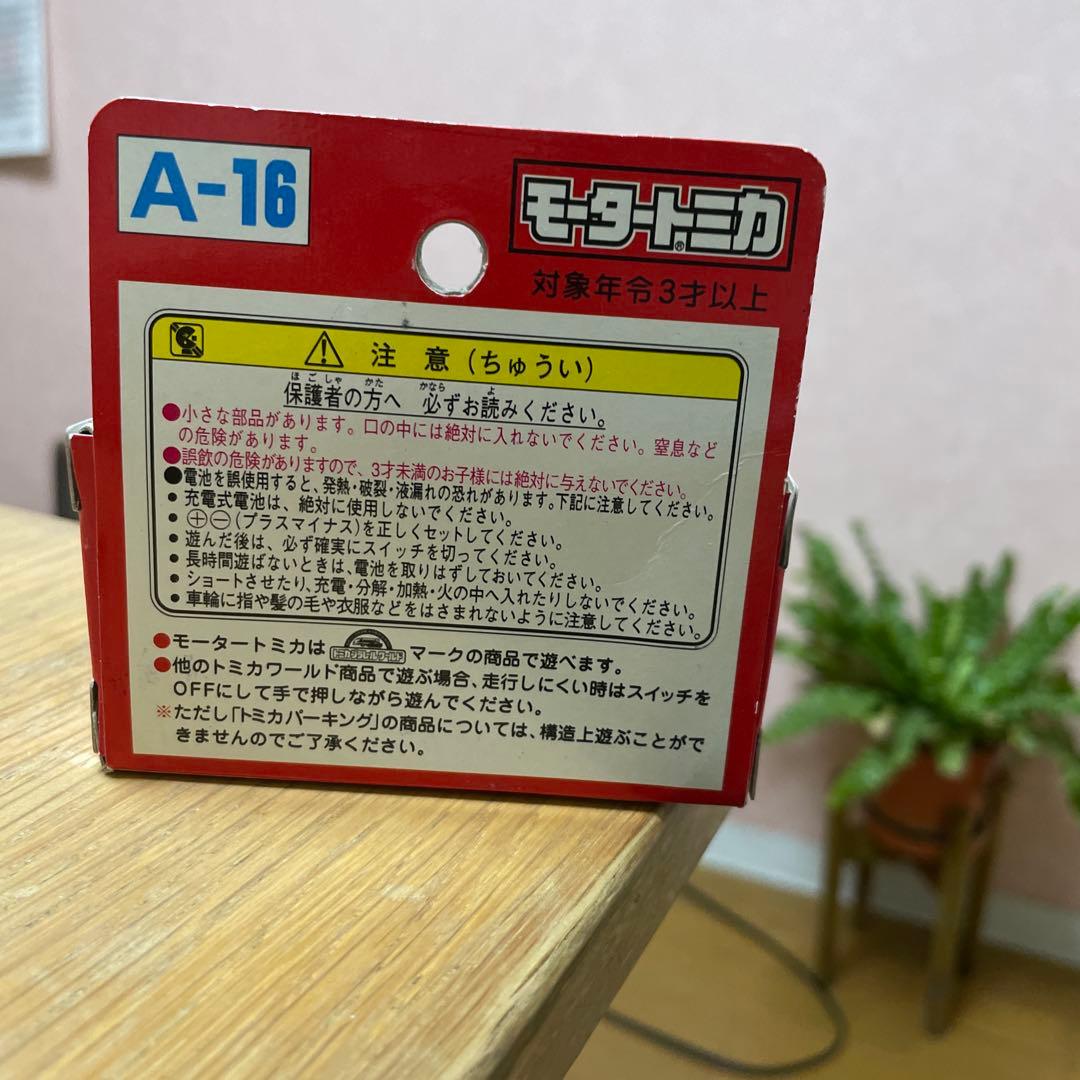 A-16
モータートミカ®
対象年令3才以上
注意(ちゅうい)
保護者の方へ 必ずお読みください。
●小さな部品があります。口の中には絶対に入れないでください。窒息など
の危険があります。
●誤飲の危険がありますので、3才未満のお子様には絶対に与えないでください。
●電池を誤使用すると、発熱・破裂・液漏れの恐れがあります。下記に注意してください。
・充電式電池は、絶対に使用しないでください。
・⊕⊖(プラスマイナス)を正しくセットしてください。
・遊んだ後は、必ず確実にスイッチを切ってください。
・長時間遊ばないときは、電池を取りはずしておいてください。
・ショートさせたり、充電・分解・加熱・火の中へ入れたりしないでください。
・車輪に指や髪の毛や衣服などをはさまれないように注意してください。
●モータートミカは トミカプラレールワールド マークの商品で遊べます。
●他のトミカワールド商品で遊ぶ場合、走行しにくい時はスイッチを
OFFにして手で押しながら遊んでください。
※ただし「トミカパーキング」の商品については、構造上遊ぶことがで
きませんのでご了承ください。